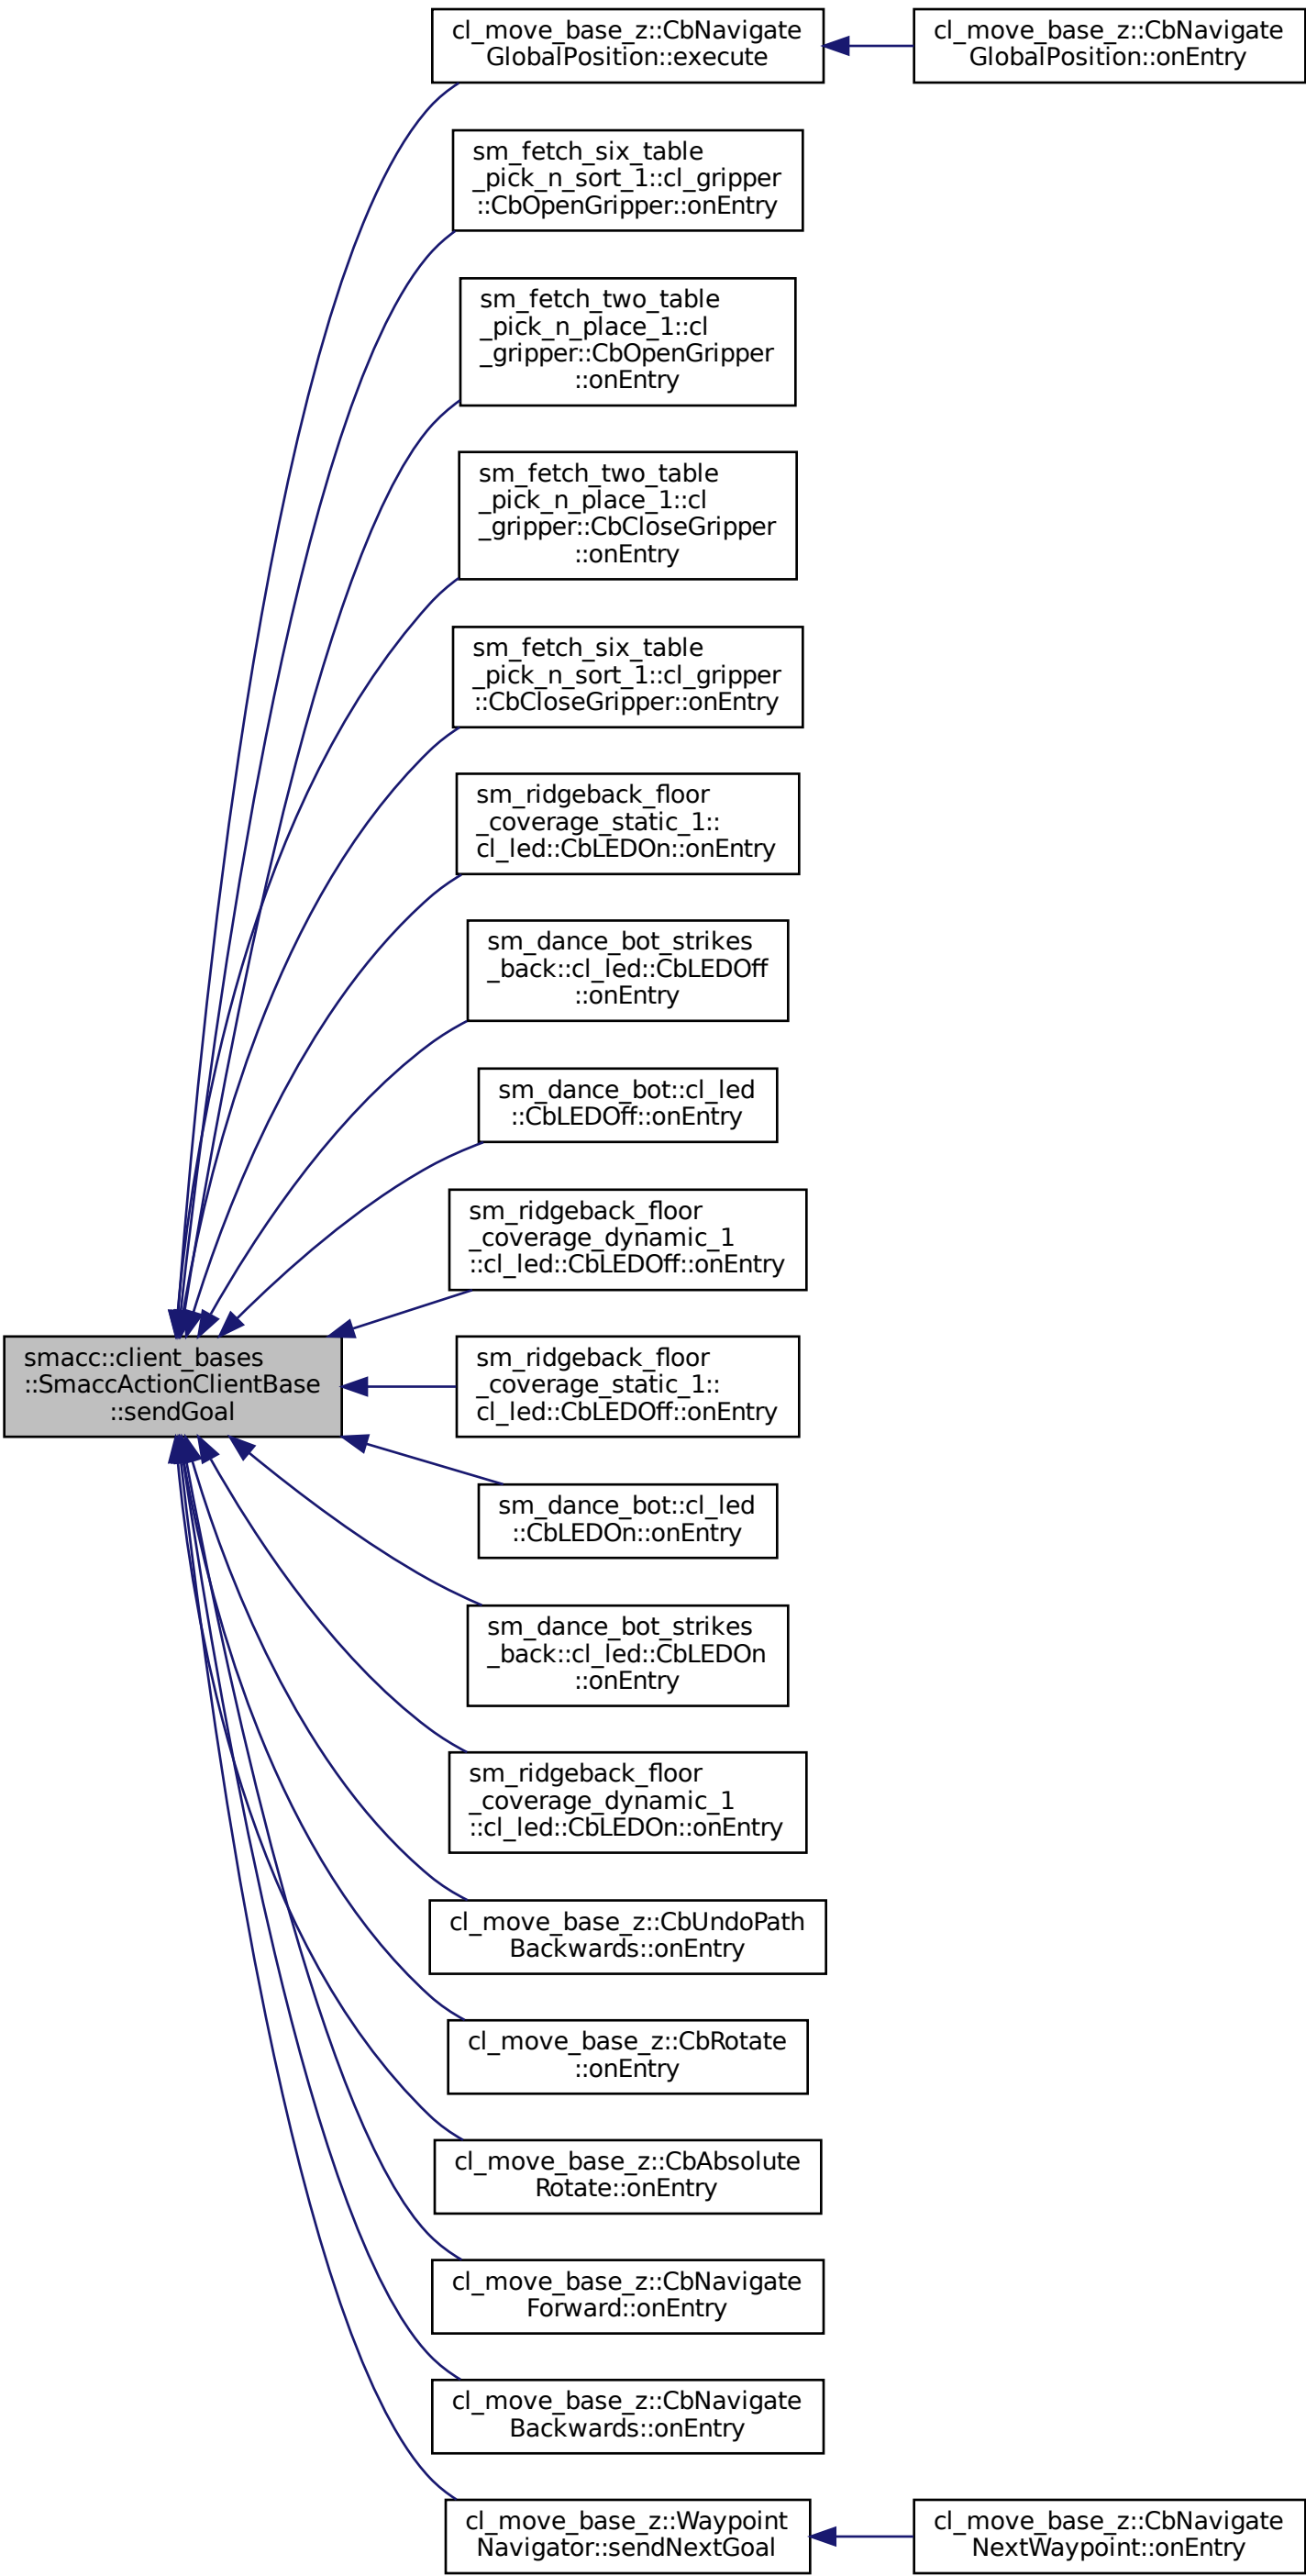 cl_move_base_z::CbNavigate
GlobalPosition::execute
cl_move_base_z::CbNavigate
GlobalPosition::onEntry
sm_fetch_six_table
_pick_n_sort_1::cl_gripper
::CbOpenGripper::onEntry
sm_fetch_two_table
_pick_n_place_1::cl
_gripper::CbOpenGripper
::onEntry
sm_fetch_two_table
_pick_n_place_1::cl
_gripper::CbCloseGripper
::onEntry
sm_fetch_six_table
_pick_n_sort_1::cl_gripper
::CbCloseGripper::onEntry
sm_ridgeback_floor
_coverage_static_1::
cl_led::CbLEDOn::onEntry
sm_dance_bot_strikes
_back::cl_led::CbLEDOff
::onEntry
sm_dance_bot::cl_led
::CbLEDOff::onEntry
sm_ridgeback_floor
_coverage_dynamic_1
::cl_led::CbLEDOff::onEntry
smacc::client_bases
::SmaccActionClientBase
::sendGoal
sm_ridgeback_floor
_coverage_static_1::
cl_led::CbLEDOff::onEntry
sm_dance_bot::cl_led
::CbLEDOn::onEntry
sm_dance_bot_strikes
_back::cl_led::CbLEDOn
::onEntry
sm_ridgeback_floor
_coverage_dynamic_1
::cl_led::CbLEDOn::onEntry
cl_move_base_z::CbUndoPath
Backwards::onEntry
cl_move_base_z::CbRotate
::onEntry
cl_move_base_z::CbAbsolute
Rotate::onEntry
cl_move_base_z::CbNavigate
Forward::onEntry
cl_move_base_z::CbNavigate
Backwards::onEntry
cl_move_base_z::Waypoint
Navigator::sendNextGoal
cl_move_base_z::CbNavigate
NextWaypoint::onEntry